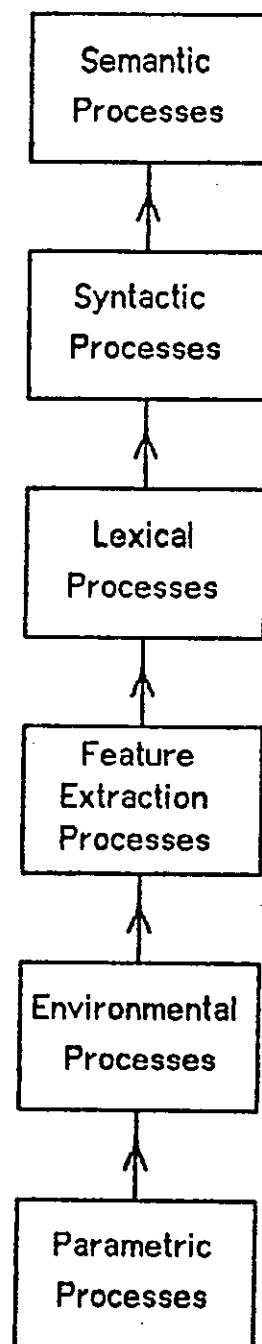 Semantic
Processes
Syntactic
Processes
Lexical
Processes
Feature
Extraction
Processes
Environmental
Processes
Parametric
Processes